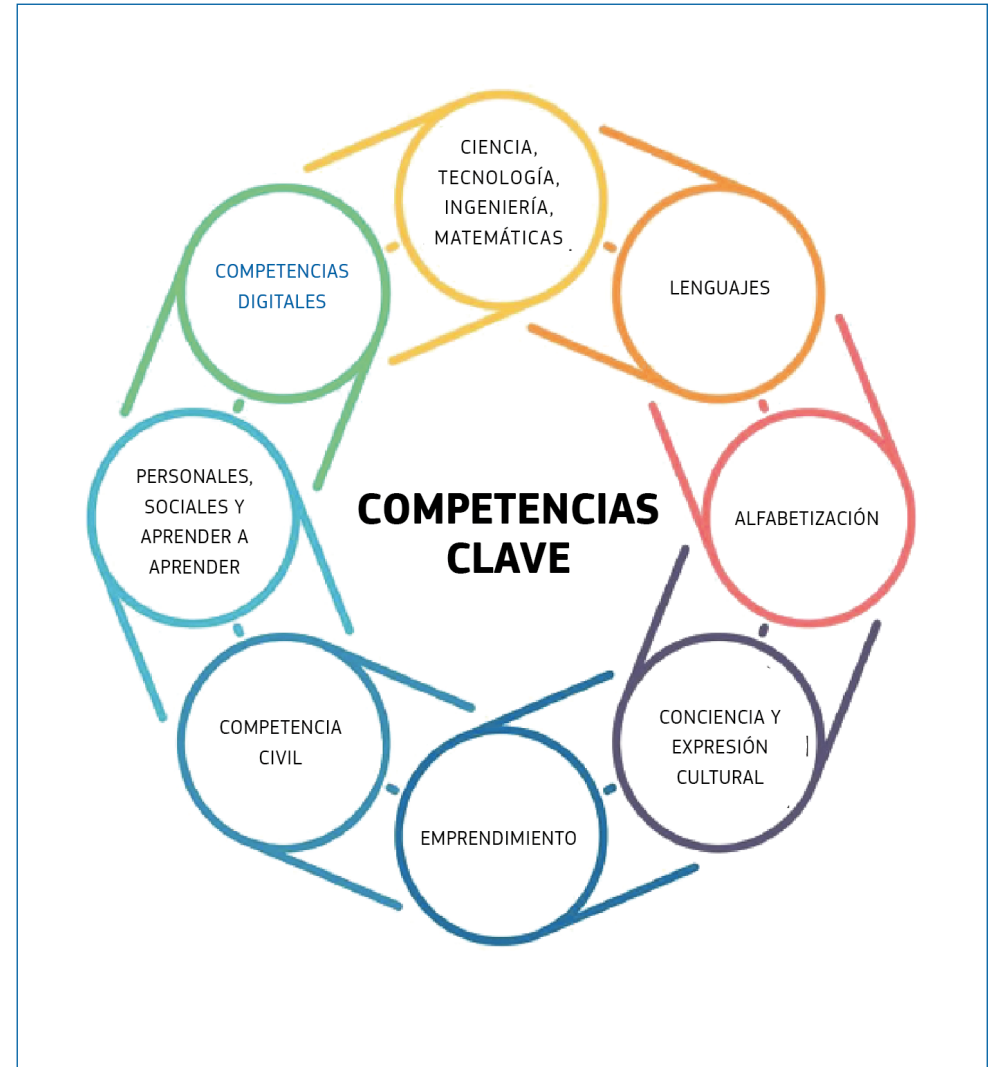 CIENCIA,
TECNOLOGÍA,
INGENIERÍA,
MATEMÁTICAS
LENGUAJES
ALFABETIZACIÓN
CONCIENCIA Y
EXPRESIÓN
CULTURAL
EMPRENDIMIENTO
COMPETENCIA
CIVIL
PERSONALES,
SOCIALES Y
APRENDER A
APRENDER
COMPETENCIAS
DIGITALES
COMPETENCIAS
CLAVE